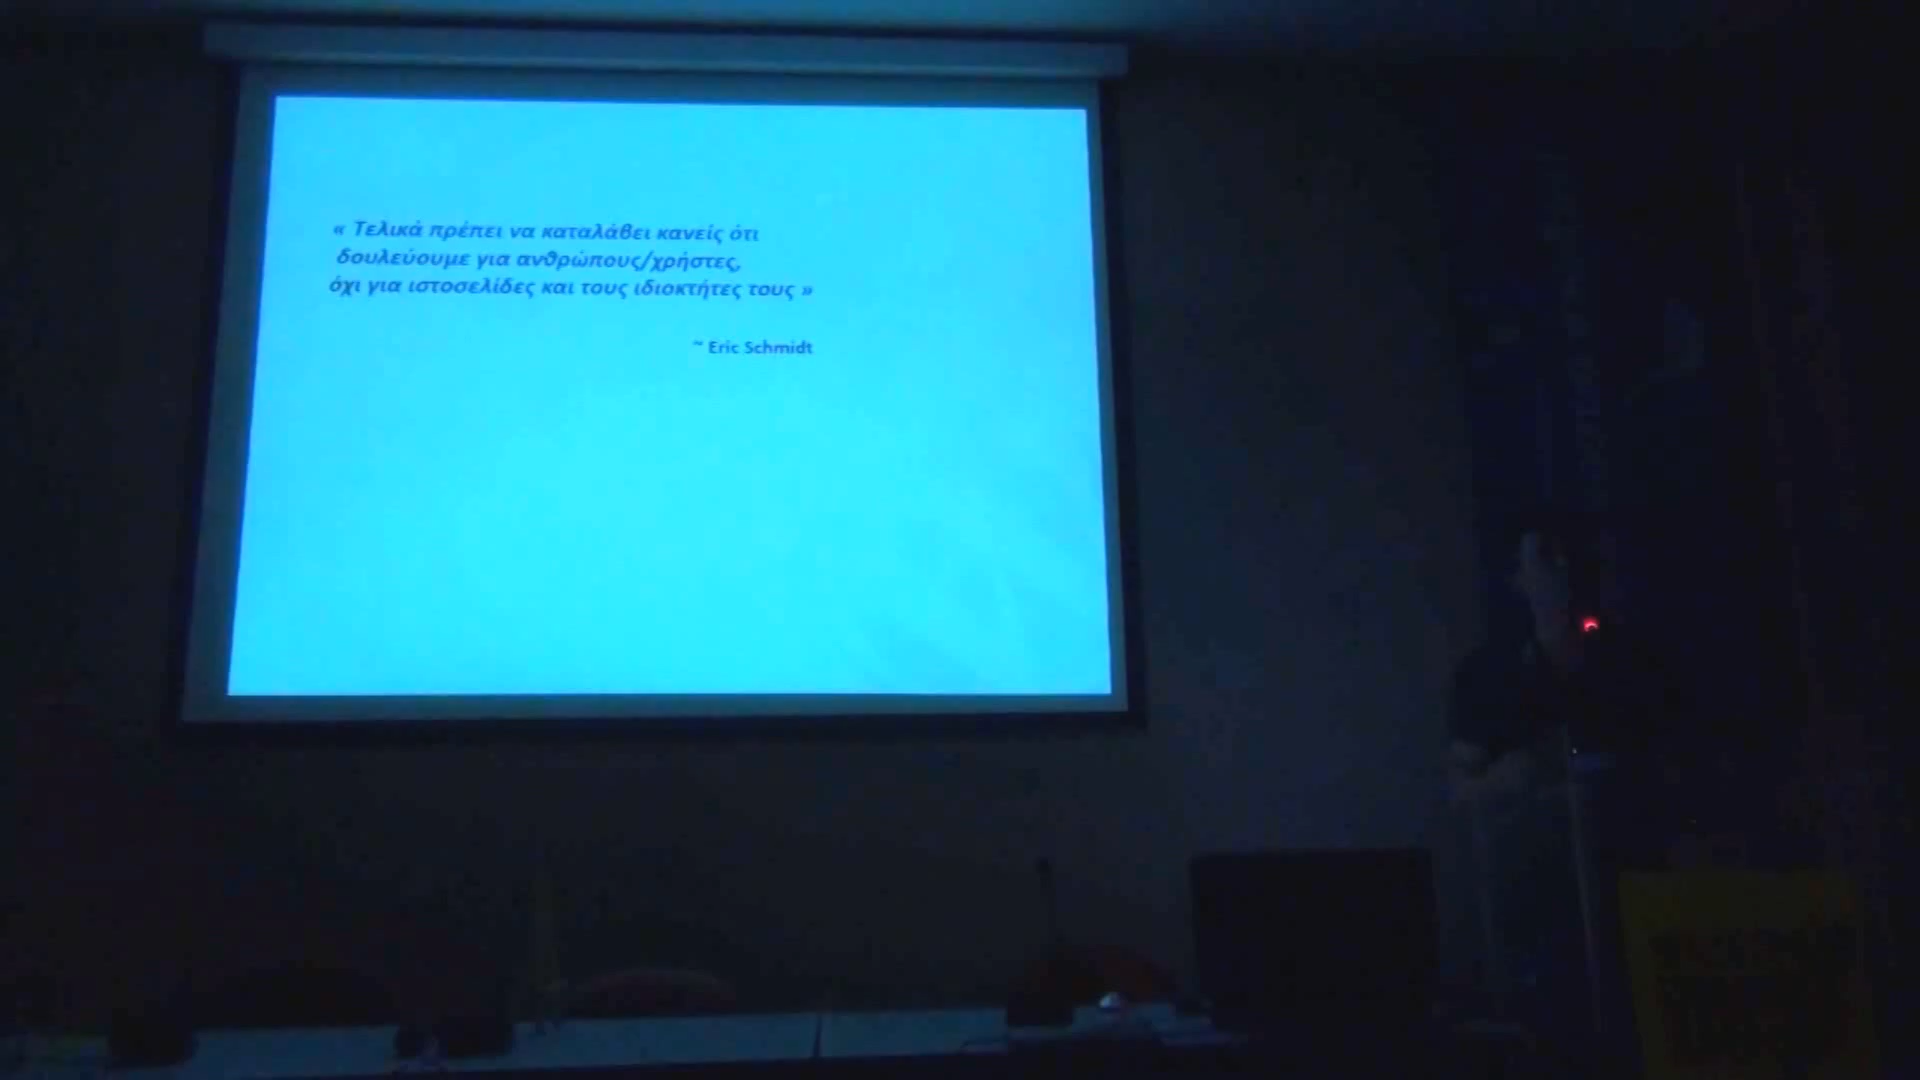 « Τελικά πρέπει να καταλάβει κανείς ότι
δουλεύουμε για ανθρώπους/χρήστες,
όχι για ιστοσελίδες και τους ιδιοκτήτες τους »
~ Eric Schmidt